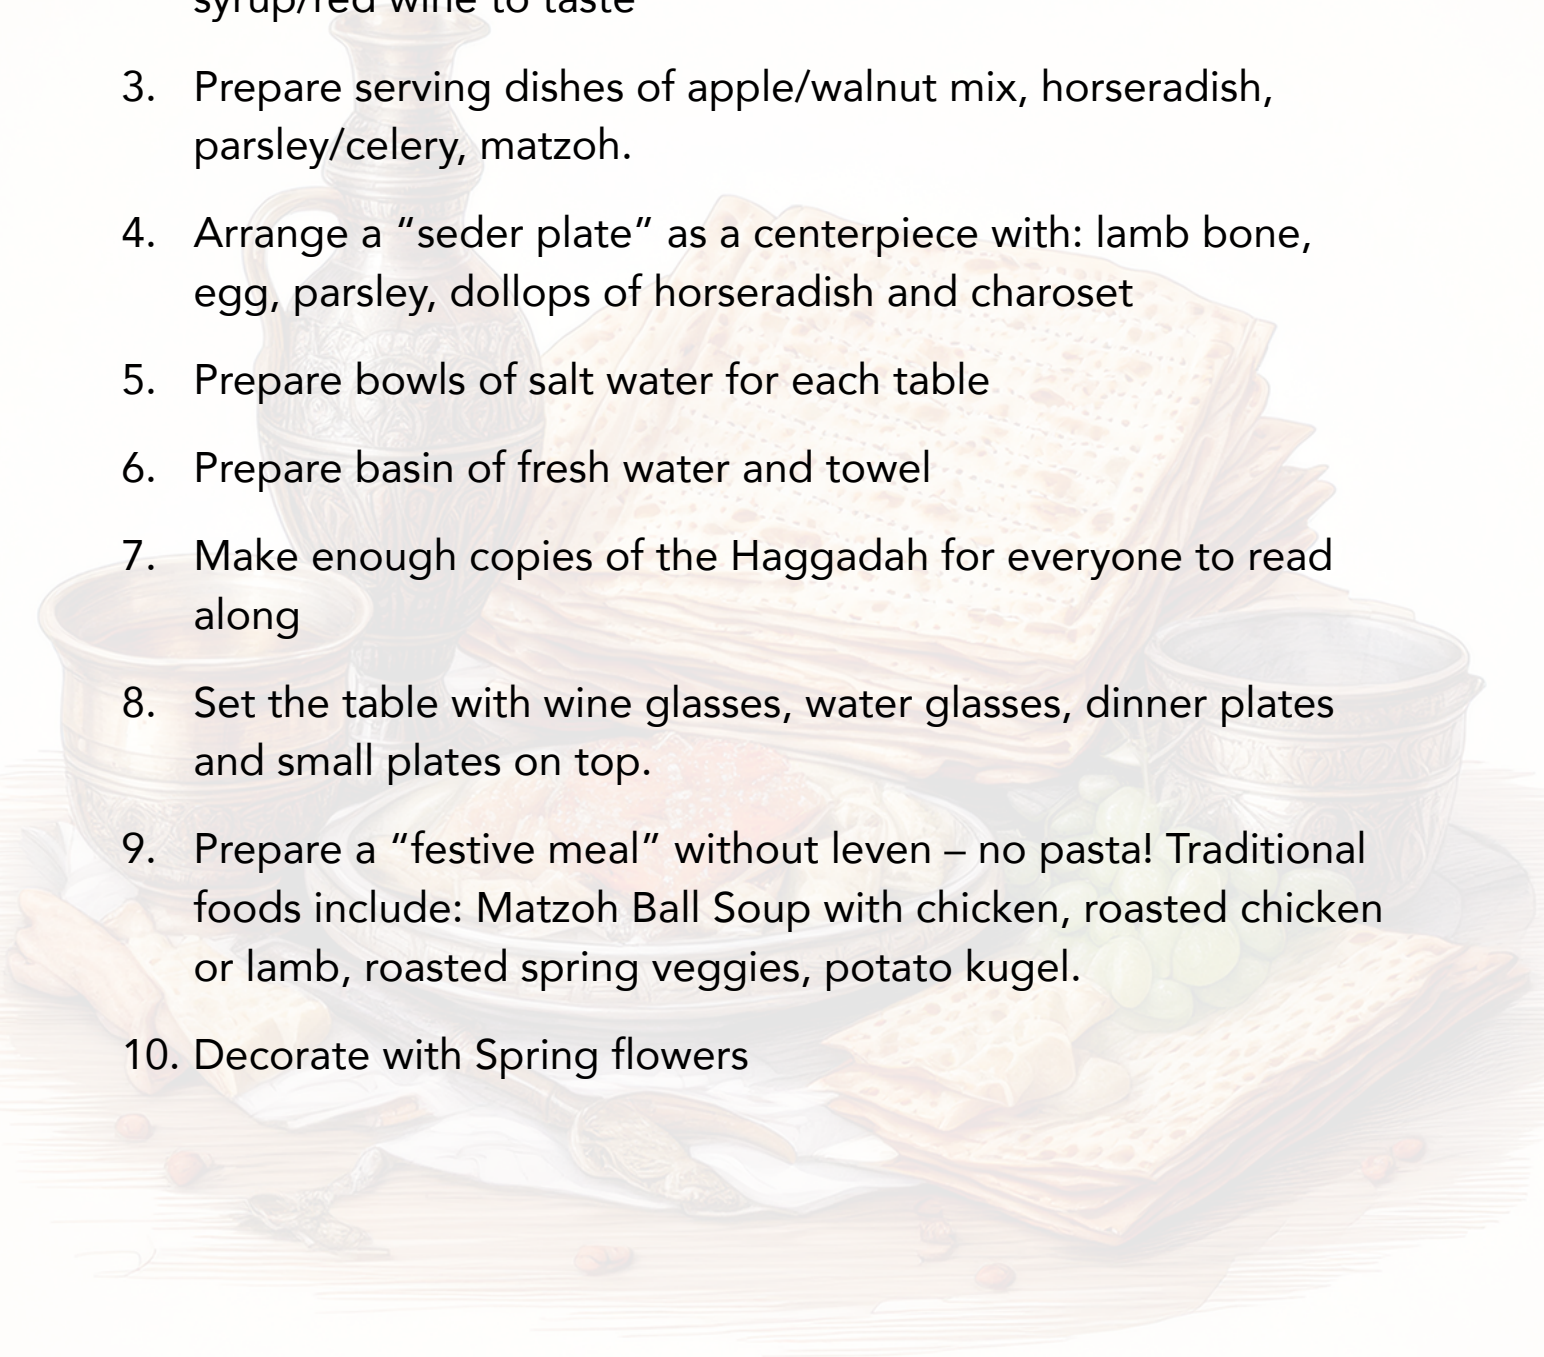 syrup/red wine to taste
3. Prepare serving dishes of apple/walnut mix, horseradish,
parsley/celery, matzoh.
4. Arrange a “seder plate” as a centerpiece with: lamb bone,
egg, parsley, dollops of horseradish and charoset
5. Prepare bowls of salt water for each table
6. Prepare basin of fresh water and towel
7. Make enough copies of the Haggadah for everyone to read
along
8. Set the table with wine glasses, water glasses, dinner plates
and small plates on top.
9. Prepare a “festive meal” without leven – no pasta! Traditional
foods include: Matzoh Ball Soup with chicken, roasted chicken
or lamb, roasted spring veggies, potato kugel.
10. Decorate with Spring flowers